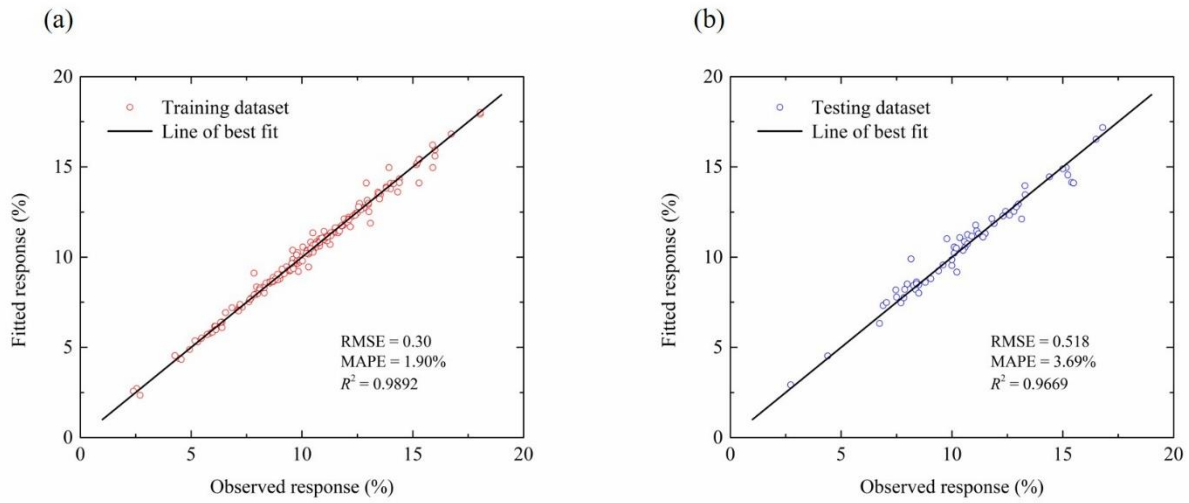 (a)
20
15
10
5
0
0
5
10
15
20
Fitted response (%)
Observed response (%)
Training dataset
Line of best fit
RMSE = 0.30
MAPE = 1.90%
R² = 0.9892
(b)
20
15
10
5
0
0
5
10
15
20
Fitted response (%)
Observed response (%)
Testing dataset
Line of best fit
RMSE = 0.518
MAPE = 3.69%
R² = 0.9669